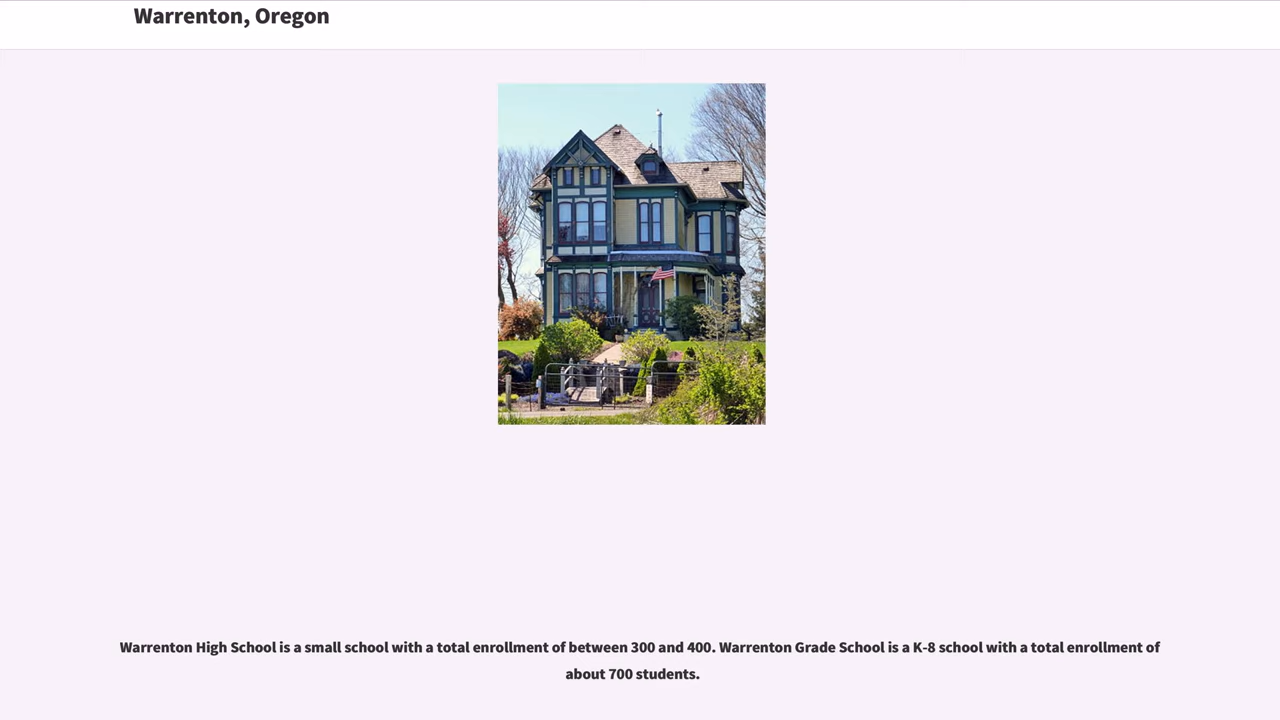 Warrenton, Oregon
Warrenton High School is a small school with a total enrollment of between 300 and 400. Warrenton Grade School is a K-8 school with a total enrollment of
about 700 students.